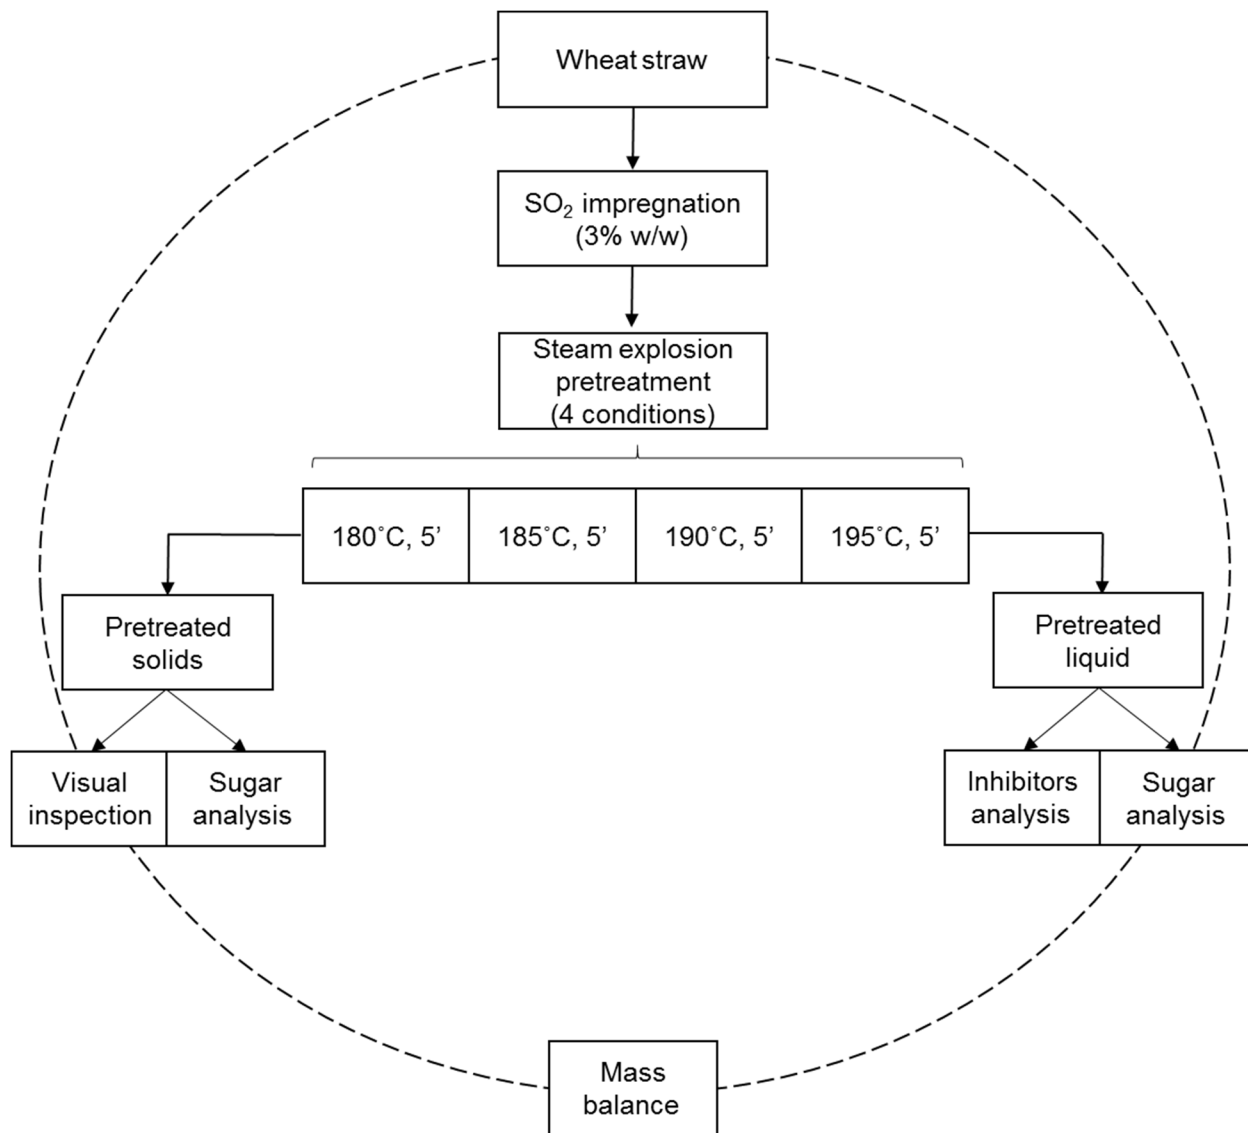 Wheat straw
SO₂ impregnation
(3% w/w)
Steam explosion
pretreatment
(4 conditions)
180˚C, 5’
185˚C, 5’
190˚C, 5’
195˚C, 5’
Pretreated
solids
Pretreated
liquid
Visual
inspection
Sugar
analysis
Inhibitors
analysis
Sugar
analysis
Mass
balance